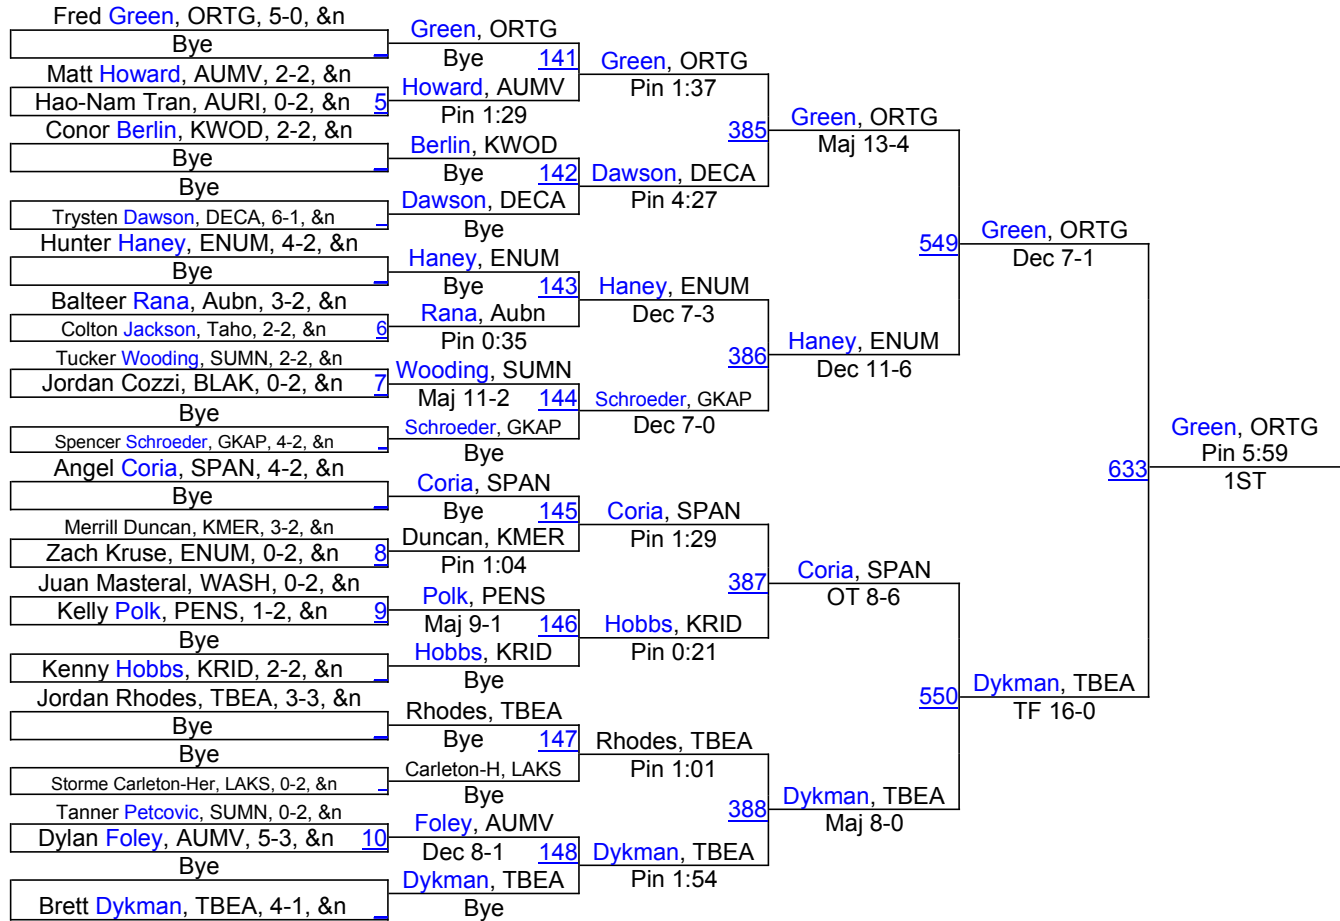 Fred Green, ORTG, 5-0, &n
Bye
Matt Howard, AUMV, 2-2, &n
Hao-Nam Tran, AURI, 0-2, &n 5
Conor Berlin, KWOD, 2-2, &n
Bye
Bye
Trysten Dawson, DECA, 6-1, &n
Hunter Haney, ENUM, 4-2, &n
Bye
Balteer Rana, Aubn, 3-2, &n
Colton Jackson, Taho, 2-2, &n 6
Tucker Wooding, SUMN, 2-2, &n
Jordan Cozzi, BLAK, 0-2, &n 7
Bye
Spencer Schroeder, GKAP, 4-2, &n
Angel Coria, SPAN, 4-2, &n
Bye
Merrill Duncan, KMER, 3-2, &n
Zach Kruse, ENUM, 0-2, &n 8
Juan Masteral, WASH, 0-2, &n
Kelly Polk, PENS, 1-2, &n 9
Bye
Kenny Hobbs, KRID, 2-2, &n
Jordan Rhodes, TBEA, 3-3, &n
Bye
Bye
Storme Carleton-Her, LAKS, 0-2, &n
Tanner Petcovic, SUMN, 0-2, &n
Dylan Foley, AUMV, 5-3, &n 10
Bye
Brett Dykman, TBEA, 4-1, &n
Green, ORTG
Bye 141
Howard, AUMV
Pin 1:29
Berlin, KWOD
Bye 142
Dawson, DECA
Bye
Haney, ENUM
Bye 143
Rana, Aubn
Pin 0:35
Wooding, SUMN
Maj 11-2 144
Schroeder, GKAP
Bye
Coria, SPAN
Bye 145
Duncan, KMER
Pin 1:04
Polk, PENS
Maj 9-1 146
Hobbs, KRID
Bye
Rhodes, TBEA
Bye 147
Carleton-H, LAKS
Bye
Foley, AUMV
Dec 8-1 148
Dykman, TBEA
Bye
Green, ORTG
Pin 1:37
385
Dawson, DECA
Pin 4:27
Haney, ENUM
Dec 7-3
386
Schroeder, GKAP
Dec 7-0
Coria, SPAN
Pin 1:29
387
Hobbs, KRID
Pin 0:21
Rhodes, TBEA
Pin 1:01
388
Dykman, TBEA
Pin 1:54
Green, ORTG
Maj 13-4
549
Haney, ENUM
Dec 11-6
Coria, SPAN
OT 8-6
550
Dykman, TBEA
Maj 8-0
Green, ORTG
Dec 7-1
633
Dykman, TBEA
TF 16-0
Green, ORTG
Pin 5:59
1ST